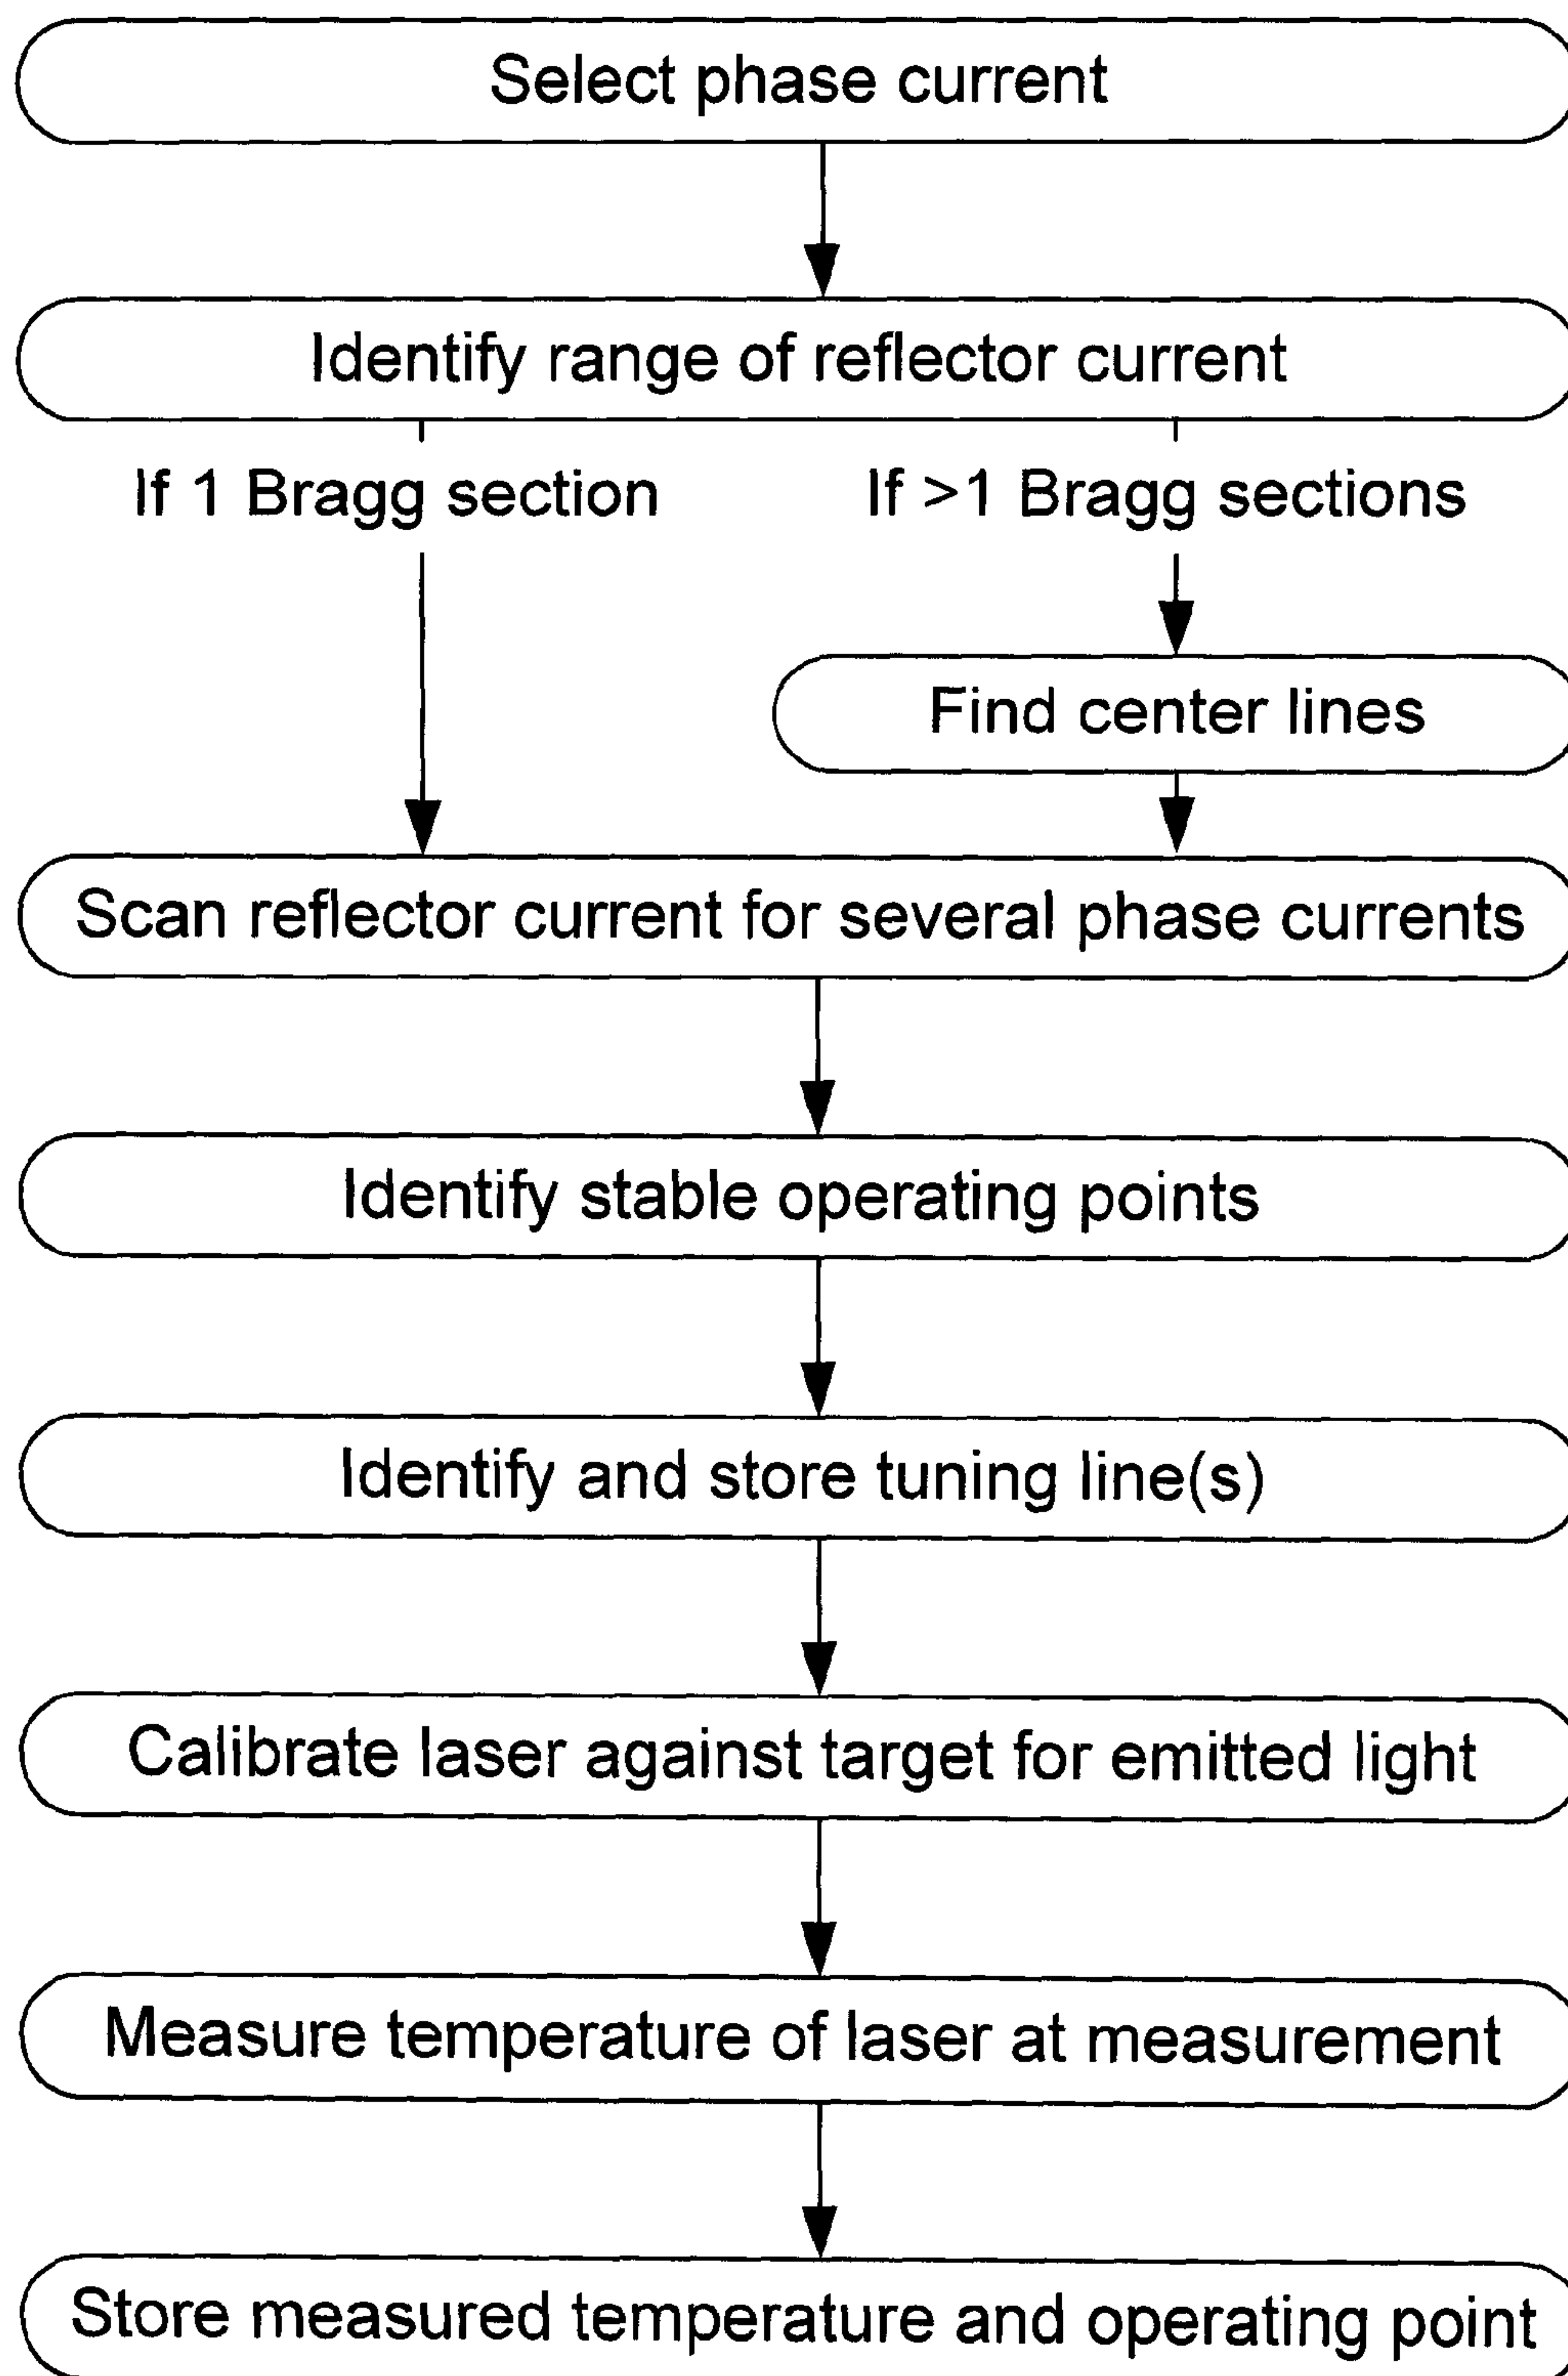 Select phase current
Identify range of reflector current
If 1 Bragg section
If >1 Bragg sections
Find center lines
Scan reflector current for several phase currents
Identify stable operating points
Identify and store tuning line(s)
Calibrate laser against target for emitted light
Measure temperature of laser at measurement
Store measured temperature and operating point